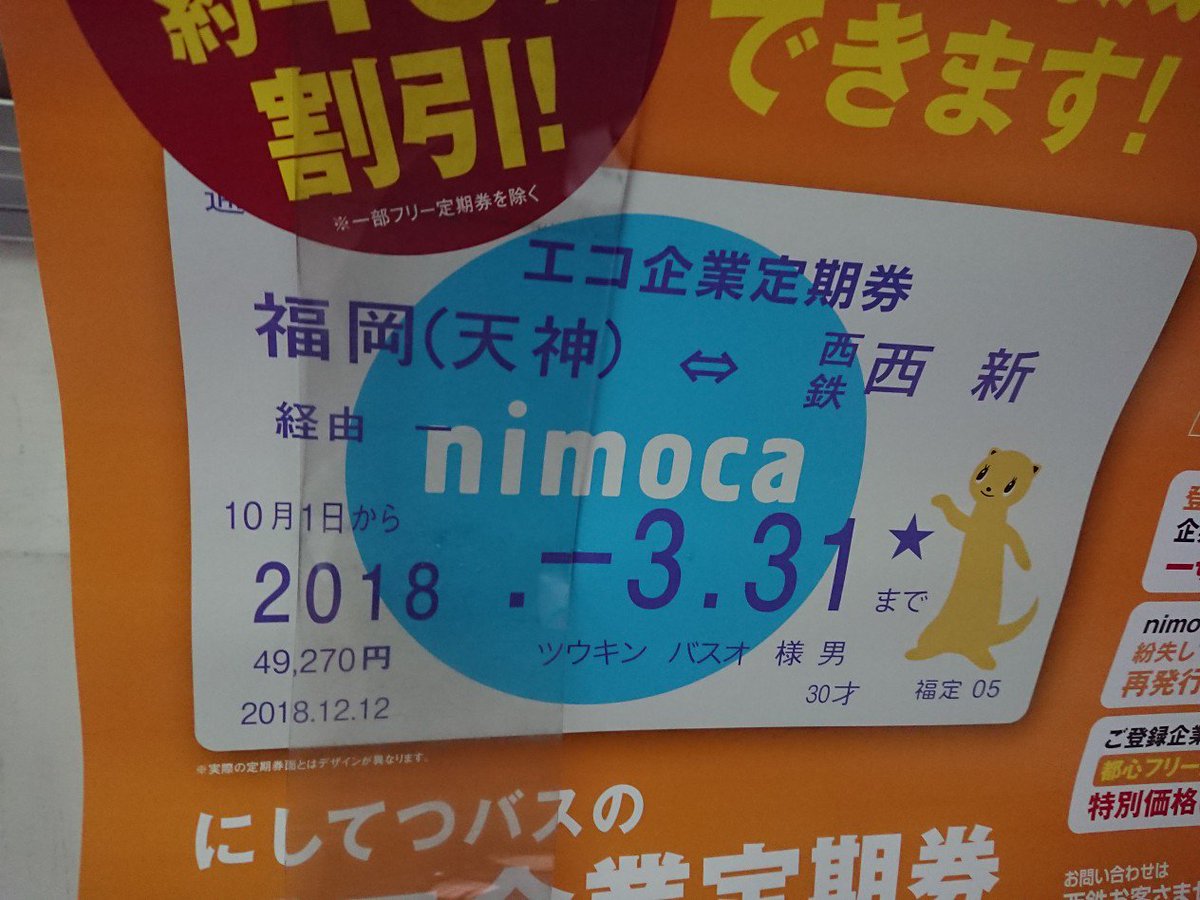 割引!
できます!
※一部フリー定期券を除く
エコ企業定期券
福岡(天神) ⇔ 西鉄 西新
経由 ー
nimoca
10月1日から
2018 .-3.31★まで
49,270円
ツウキン バスオ 様 男
2018.12.12
30才
福定 05
※実際の定期券面とはデザインが異なります。
にしてつバスの
企業定期券
再発行
ご登録企業
都心フリー
特別価格
お問い合わせは